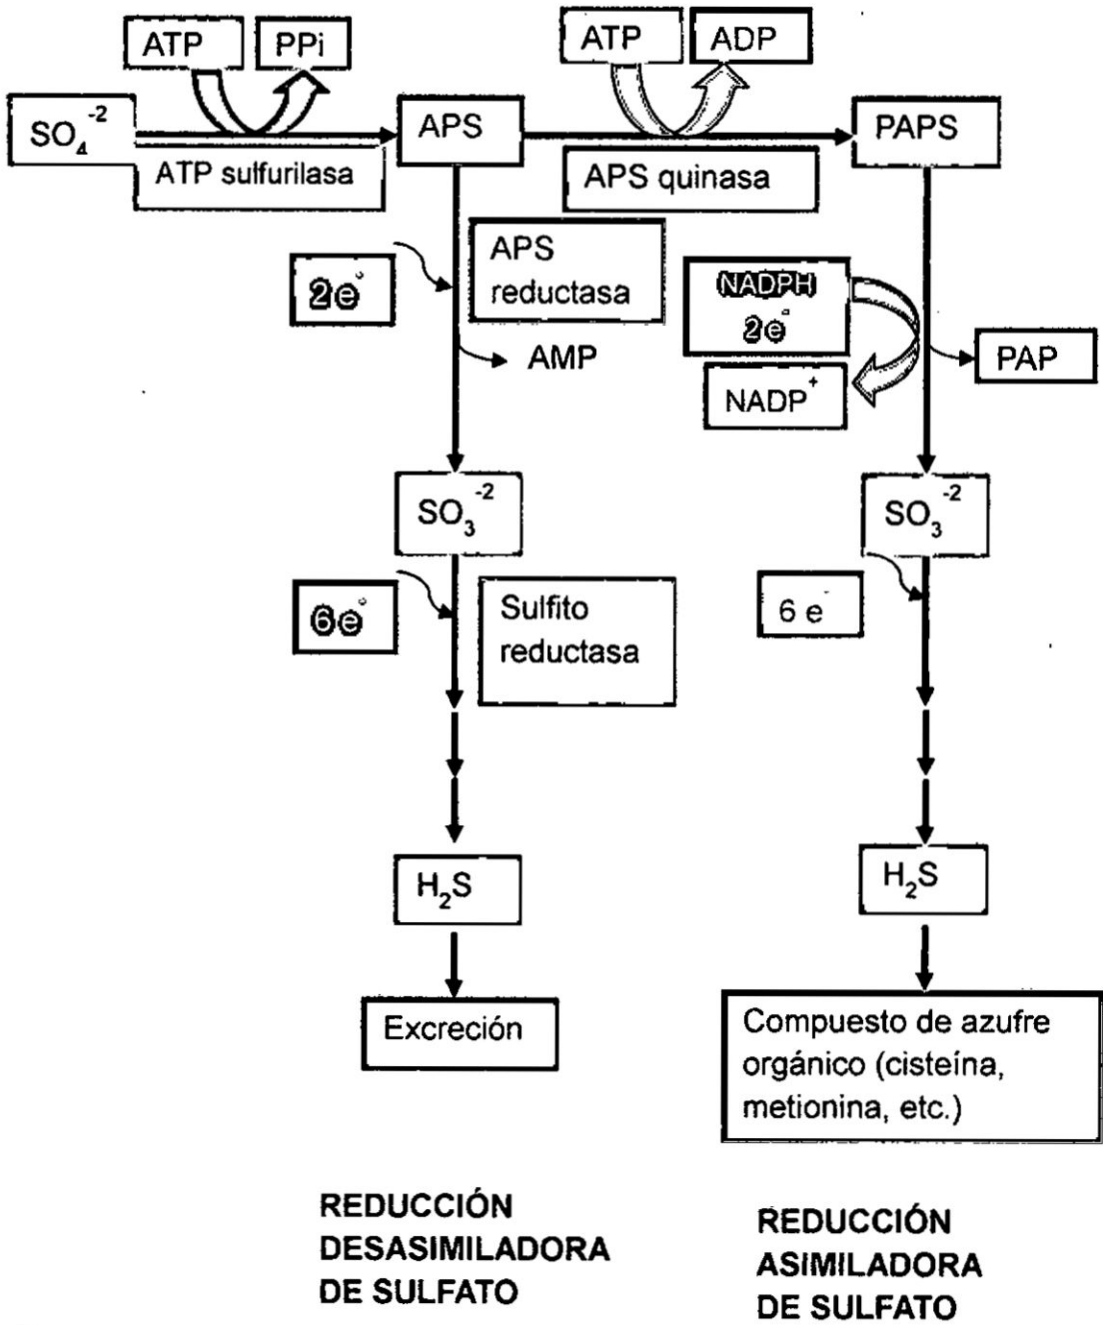 ATP
PPi
ATP
ADP
SO₄⁻²
APS
PAPS
ATP sulfurilasa
APS quinasa
APS
reductasa
2e⁻
NADPH
2e⁻
AMP
PAP
NADP⁺
SO₃⁻²
SO₃⁻²
6e⁻
Sulfito
reductasa
6 e⁻
H₂S
H₂S
Excreción
Compuesto de azufre
orgánico (cisteína,
metionina, etc.)
REDUCCIÓN
DESASIMILADORA
DE SULFATO
REDUCCIÓN
ASIMILADORA
DE SULFATO